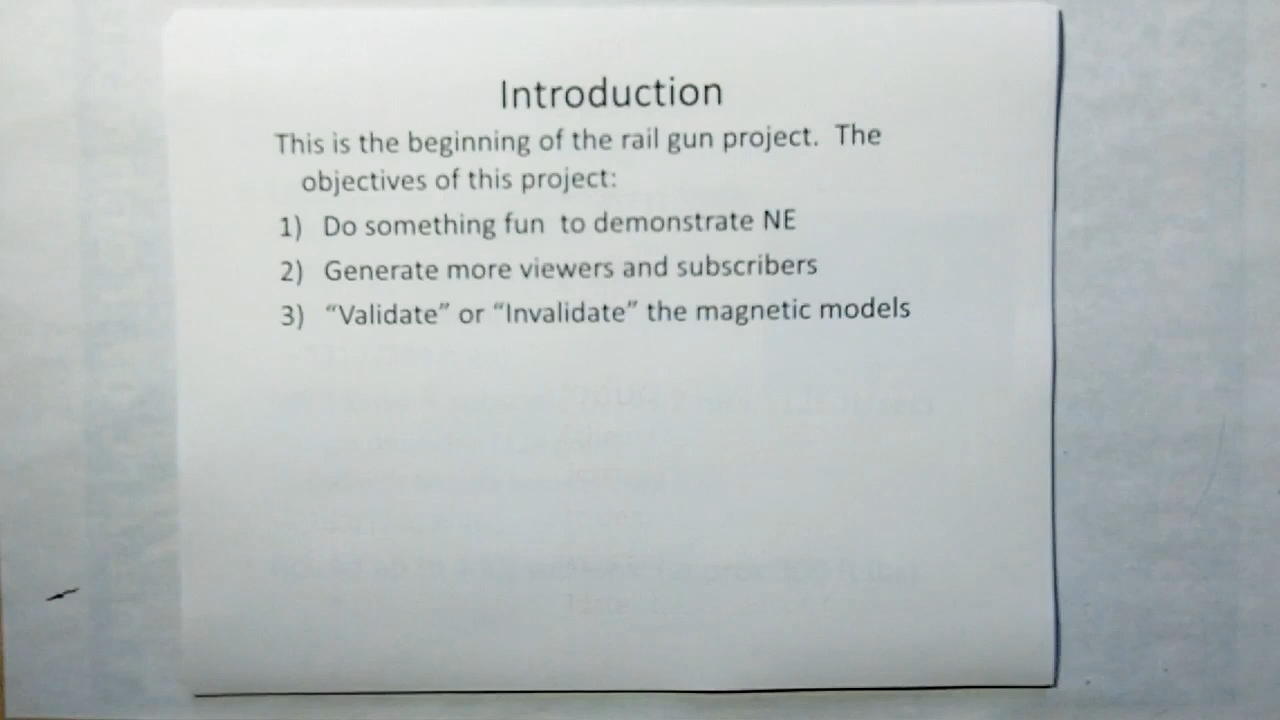 Introduction
This is the beginning of the rail gun project.  The
objectives of this project:
1) Do something fun  to demonstrate NE
2) Generate more viewers and subscribers
3) “Validate” or “Invalidate” the magnetic models